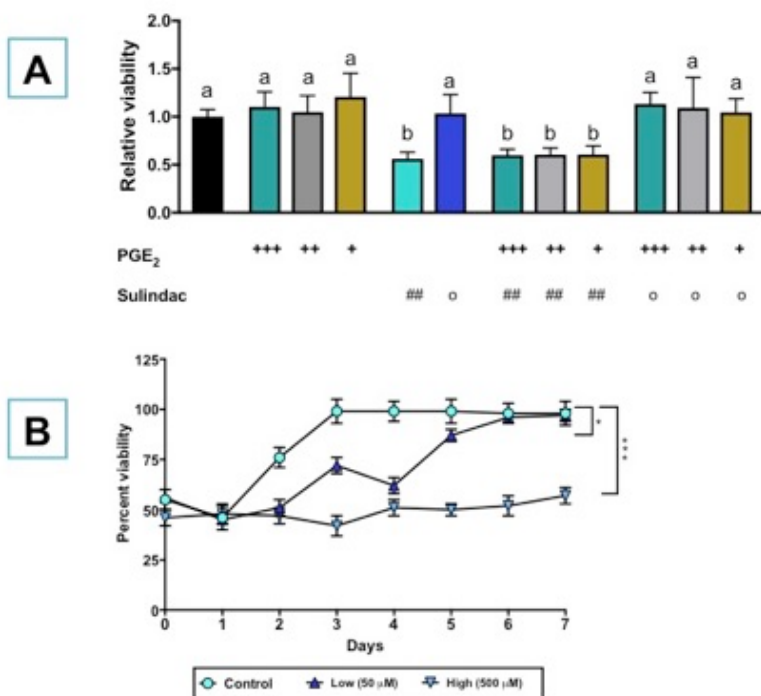 A
Relative viability
2.0
1.5
1.0
0.5
0.0
a a a a b a b b b a a a
PGE2 +++ ++ + +++ ++ + +++ ++ +
Sulindac ## o ## ## ## o o o
B
Percent viability
125
100
75
50
25
0
0 1 2 3 4 5 6 7
Days
*
***
Control Low (50 μM) High (500 μM)